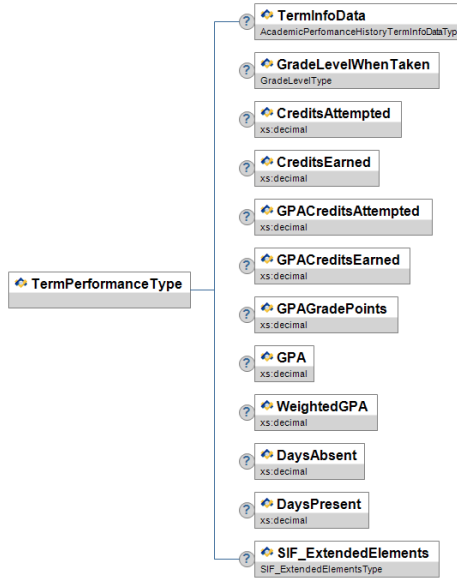 TermInfoData
AcademicPerfomanceHistoryTermInfoDataTyp
GradeLevelWhenTaken
GradeLevelType
CreditsAttempted
xs:decimal
CreditsEarned
xs:decimal
GPACreditsAttempted
xs:decimal
GPACreditsEarned
xs:decimal
TermPerformanceType
GPAGradePoints
xs:decimal
GPA
xs:decimal
WeightedGPA
xs:decimal
DaysAbsent
xs:decimal
DaysPresent
xs:decimal
SIF_ExtendedElements
SIF_ExtendedElementsType